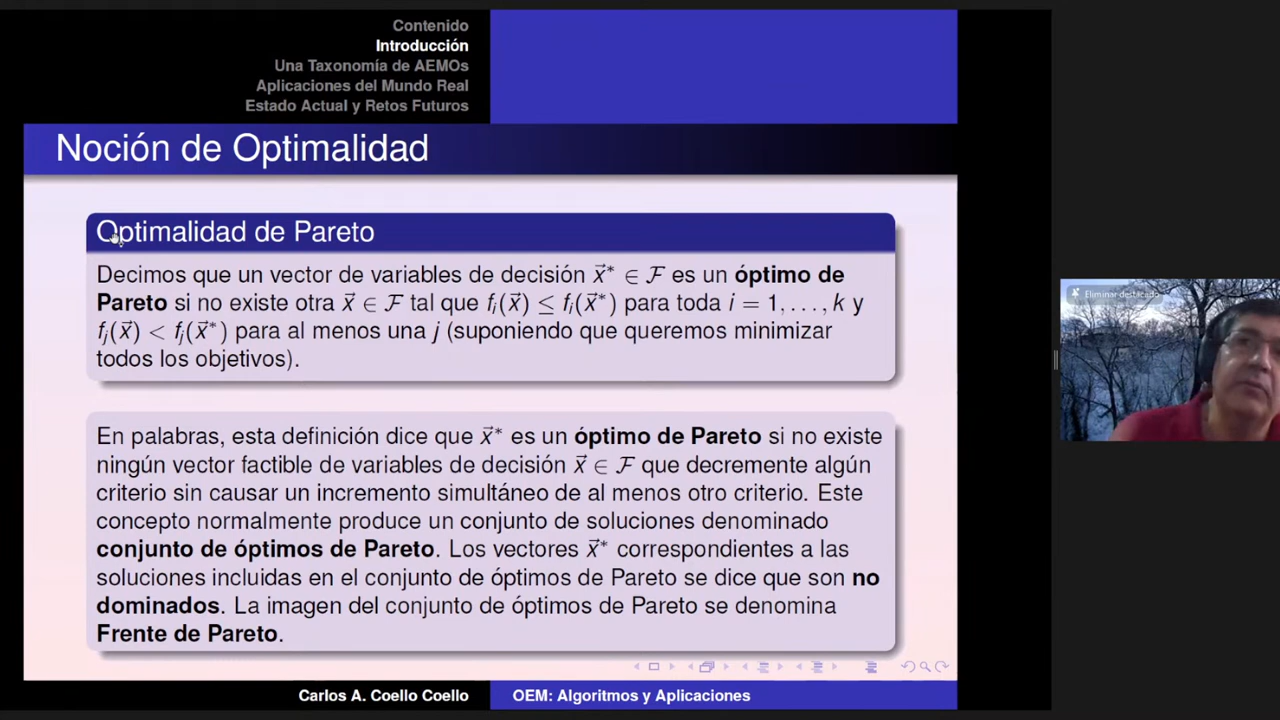 Contenido
Introducción
Una Taxonomía de AEMOs
Aplicaciones del Mundo Real
Estado Actual y Retos Futuros
Noción de Optimalidad
Optimalidad de Pareto
Decimos que un vector de variables de decisión x⃗* ∈ ℱ es un óptimo de
Pareto si no existe otra x⃗ ∈ ℱ tal que fᵢ(x⃗) ≤ fᵢ(x⃗*) para toda i = 1, . . . , k y
fⱼ(x⃗) < fⱼ(x⃗*) para al menos una j (suponiendo que queremos minimizar
todos los objetivos).
En palabras, esta definición dice que x⃗* es un óptimo de Pareto si no existe
ningún vector factible de variables de decisión x⃗ ∈ ℱ que decremente algún
criterio sin causar un incremento simultáneo de al menos otro criterio. Este
concepto normalmente produce un conjunto de soluciones denominado
conjunto de óptimos de Pareto. Los vectores x⃗* correspondientes a las
soluciones incluidas en el conjunto de óptimos de Pareto se dice que son no
dominados. La imagen del conjunto de óptimos de Pareto se denomina
Frente de Pareto.
Carlos A. Coello Coello
OEM: Algoritmos y Aplicaciones
Eliminar destacado